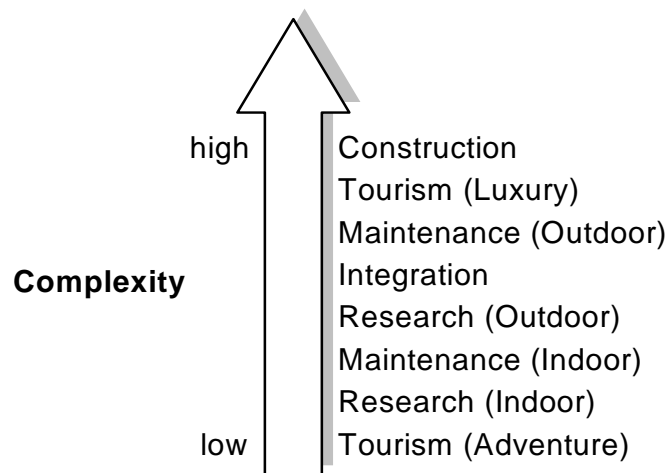 high Construction
Tourism (Luxury)
Maintenance (Outdoor)
Complexity Integration
Research (Outdoor)
Maintenance (Indoor)
Research (Indoor)
low Tourism (Adventure)